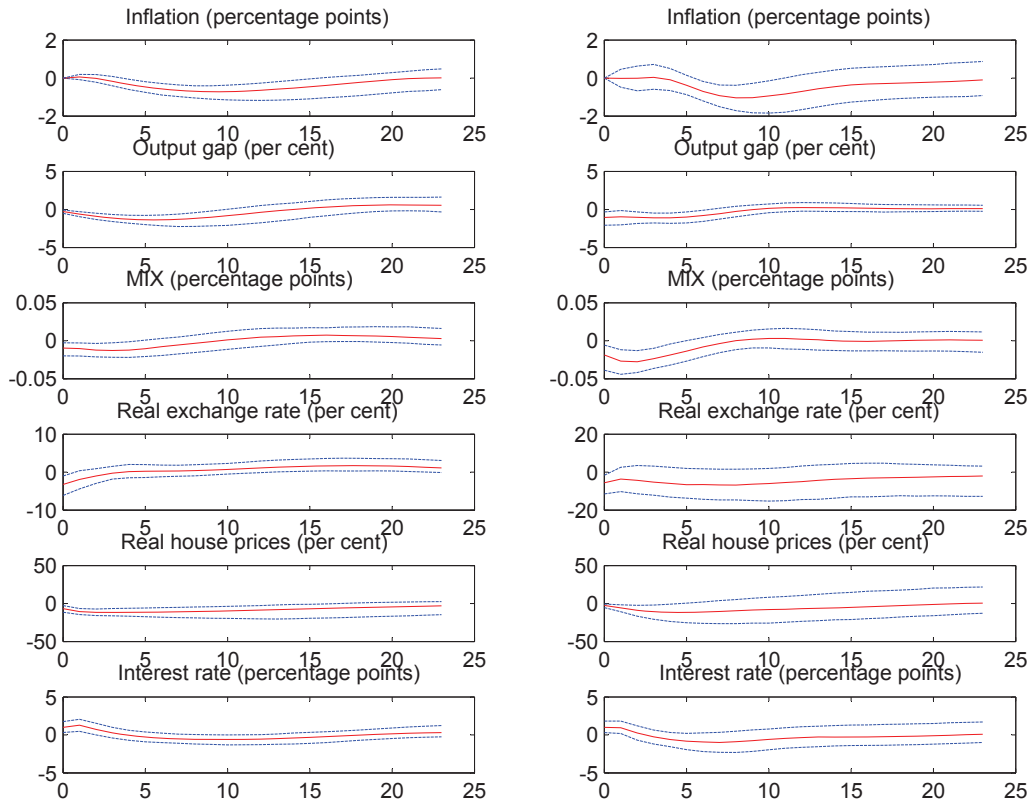 Inflation (percentage points)
Inflation (percentage points)
2
0
-2
0 5 10 15 20 25
2
0
-2
0 5 10 15 20 25
Output gap (per cent)
Output gap (per cent)
5
0
-5
0 5 10 15 20 25
5
0
-5
0 5 10 15 20 25
MIX (percentage points)
MIX (percentage points)
0.05
0
-0.05
0 5 10 15 20 25
0.05
0
-0.05
0 5 10 15 20 25
Real exchange rate (per cent)
Real exchange rate (per cent)
10
0
-10
0 5 10 15 20 25
20
0
-20
0 5 10 15 20 25
Real house prices (per cent)
Real house prices (per cent)
50
0
-50
0 5 10 15 20 25
50
0
-50
0 5 10 15 20 25
Interest rate (percentage points)
Interest rate (percentage points)
5
0
-5
0 5 10 15 20 25
5
0
-5
0 5 10 15 20 25